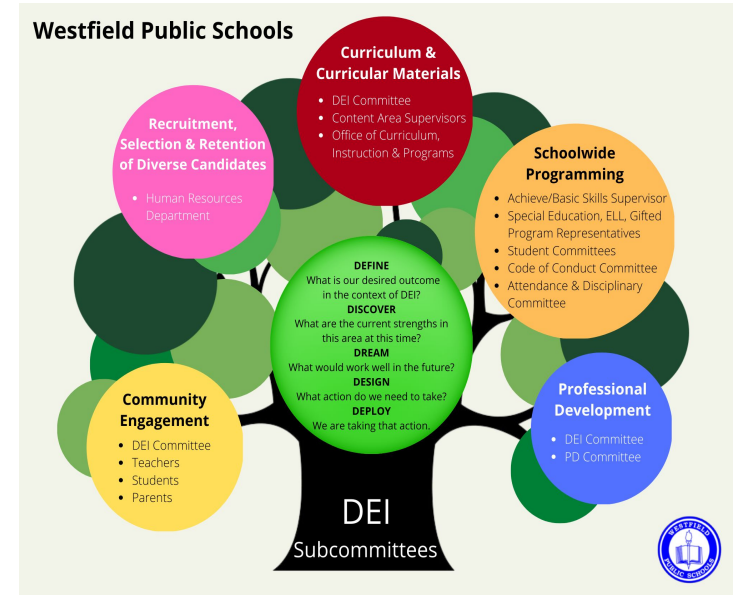 Westfield Public Schools
Curriculum &
Curricular Materials
• DEI Committee
• Content Area Supervisors
• Office of Curriculum,
Instruction & Programs
Recruitment,
Selection & Retention
of Diverse Candidates
• Human Resources
Department
Schoolwide
Programming
• Achieve/Basic Skills Supervisor
• Special Education, ELL, Gifted
Program Representatives
• Student Committees
• Code of Conduct Committee
• Attendance & Disciplinary
Committee
DEFINE
What is our desired outcome
in the context of DEI?
DISCOVER
What are the current strengths in
this area at this time?
DREAM
What would work well in the future?
DESIGN
What action do we need to take?
DEPLOY
We are taking that action.
Community
Engagement
• DEI Committee
• Teachers
• Students
• Parents
Professional
Development
• DEI Committee
• PD Committee
DEI
Subcommittees
WESTFIELD
PUBLIC SCHOOLS